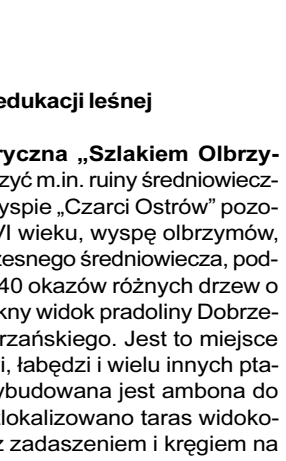 edukacji leśnej
ryczna „Szlakiem Olbrzy-
zyć m.in. ruiny średniowiecz-
yspie „Czarci Ostrów” pozo-
VI wieku, wyspę olbrzymów,
zesnego średniowiecza, pod-
40 okazów różnych drzew o
kny widok pradoliny Dobrze-
rzańskiego. Jest to miejsce
i, łabędzi i wielu innych pta-
ybudowana jest ambona do
zlokalizowano taras widoko-
z zadaszeniem i kręgiem na